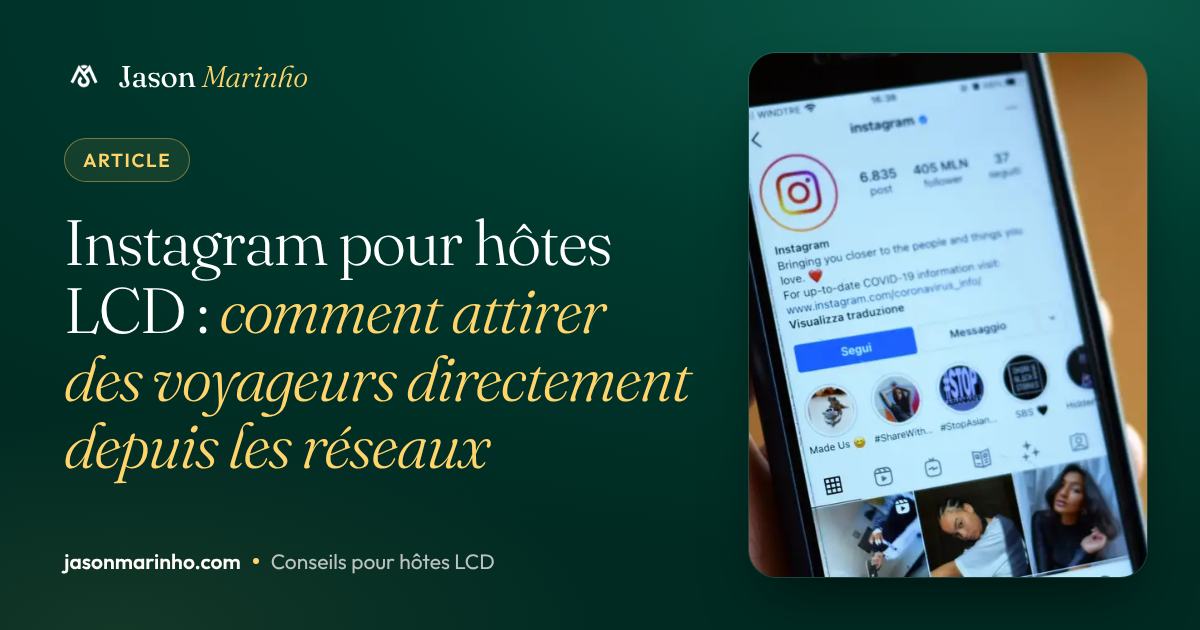 Jason Marinho
ARTICLE
Instagram pour hôtes
LCD : comment attirer
des voyageurs directement
depuis les réseaux
jasonmarinho.com • Conseils pour hôtes LCD
WINDTRE
16:38
instagram
6.835
405 MLN
37
post
follower
seguiti
Instagram
Bringing you closer to the people and things you
love. ❤️
For up-to-date COVID-19 information visit:
www.instagram.com/coronavirus_info/
Visualizza traduzione
Segui
Messaggio
Made Us 😊
#ShareWith...
#StopAsian...
SBS 🖤
#STOP